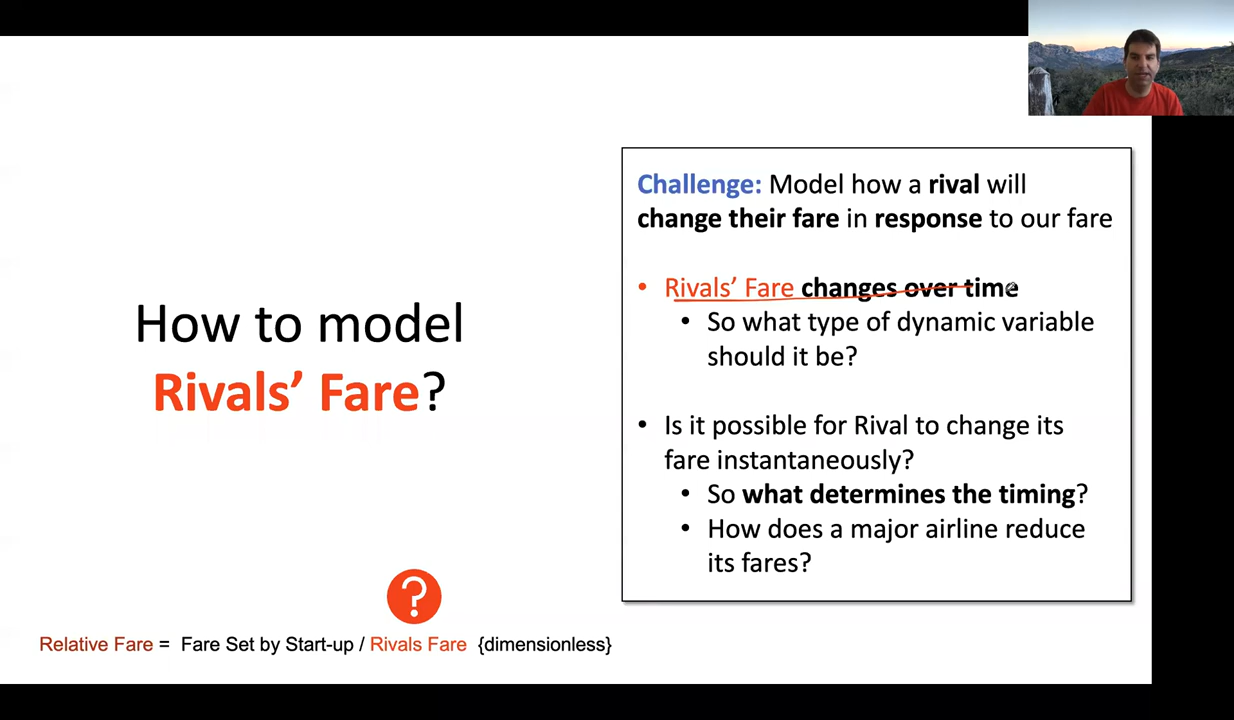 How to model
Rivals’ Fare?
Challenge: Model how a rival will
change their fare in response to our fare
• Rivals’ Fare changes over time
• So what type of dynamic variable
should it be?
• Is it possible for Rival to change its
fare instantaneously?
• So what determines the timing?
• How does a major airline reduce
its fares?
?
Relative Fare = Fare Set by Start-up / Rivals Fare {dimensionless}